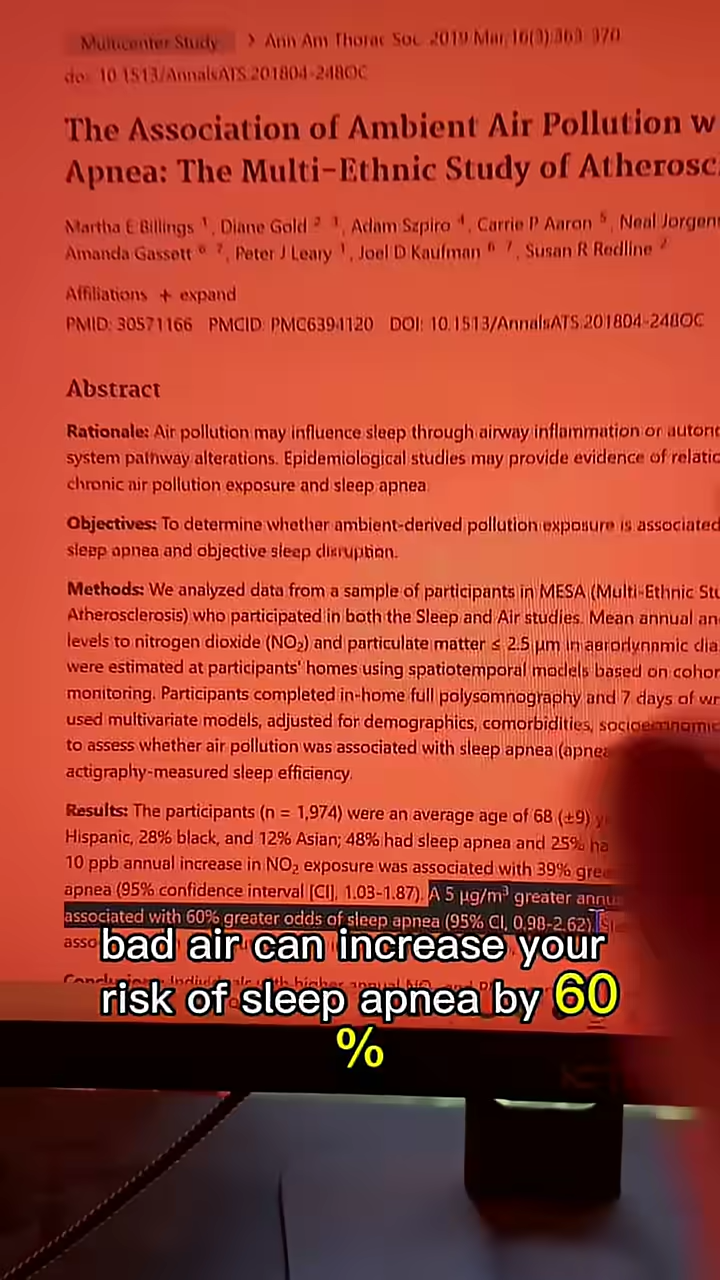 Multicenter Study > Ann Am Thorac Soc. 2019 Mar;16(3):363-370
doi: 10.1513/AnnalsATS.201804-248OC
The Association of Ambient Air Pollution w
Apnea: The Multi-Ethnic Study of Atherosc
Martha E Billings 1, Diane Gold 2 3, Adam Szpiro 4, Carrie P Aaron 5, Neal Jorgen
Amanda Gassett 6 7, Peter J Leary 1, Joel D Kaufman 6 7, Susan R Redline 2
Affiliations + expand
PMID: 30571166 PMCID: PMC6394120 DOI: 10.1513/AnnalsATS.201804-248OC
Abstract
Rationale: Air pollution may influence sleep through airway inflammation or auton
system pathway alterations. Epidemiological studies may provide evidence of relatio
chronic air pollution exposure and sleep apnea.
Objectives: To determine whether ambient-derived pollution exposure is associated
sleep apnea and objective sleep disruption.
Methods: We analyzed data from a sample of participants in MESA (Multi-Ethnic Stu
Atherosclerosis) who participated in both the Sleep and Air studies. Mean annual an
levels to nitrogen dioxide (NO₂) and particulate matter ≤ 2.5 μm in aerodynamic dia
were estimated at participants' homes using spatiotemporal models based on cohor
monitoring. Participants completed in-home full polysomnography and 7 days of wr
used multivariate models, adjusted for demographics, comorbidities, socioeconomic
to assess whether air pollution was associated with sleep apnea (apnea
actigraphy-measured sleep efficiency.
Results: The participants (n = 1,974) were an average age of 68 (±9) y
Hispanic, 28% black, and 12% Asian; 48% had sleep apnea and 25% ha
10 ppb annual increase in NO₂ exposure was associated with 39% grea
apnea (95% confidence interval [CI], 1.03-1.87). A 5 μg/m³ greater annu
associated with 60% greater odds of sleep apnea (95% CI, 0.98-2.62).
asso
bad air can increase your
risk of sleep apnea by 60
%